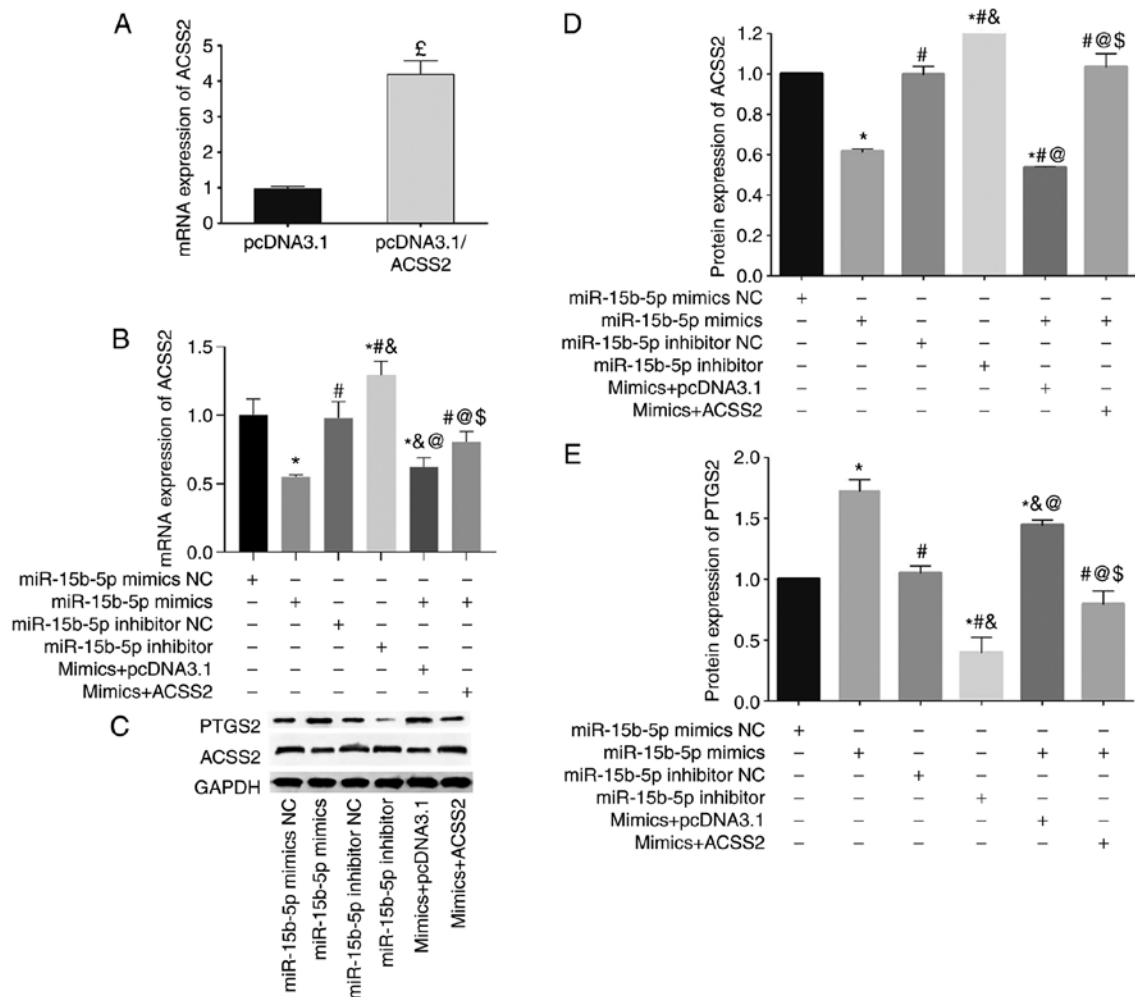 A
mRNA expression of ACSS2
5
4
3
2
1
0
£
pcDNA3.1
pcDNA3.1/
ACSS2
B
mRNA expression of ACSS2
1.5
1.0
0.5
0.0
*
#
*#&
*&@
#@$
miR-15b-5p mimics NC + – – – – –
miR-15b-5p mimics – + – – + +
miR-15b-5p inhibitor NC – – + – – –
miR-15b-5p inhibitor – – – + – –
Mimics+pcDNA3.1 – – – – + –
Mimics+ACSS2 – – – – – +
C
PTGS2
ACSS2
GAPDH
miR-15b-5p mimics NC
miR-15b-5p mimics
miR-15b-5p inhibitor NC
miR-15b-5p inhibitor
Mimics+pcDNA3.1
Mimics+ACSS2
D
Protein expression of ACSS2
1.2
1.0
0.8
0.6
0.4
0.2
0.0
*
#
*#&
*#@
#@$
miR-15b-5p mimics NC + – – – – –
miR-15b-5p mimics – + – – + +
miR-15b-5p inhibitor NC – – + – – –
miR-15b-5p inhibitor – – – + – –
Mimics+pcDNA3.1 – – – – + –
Mimics+ACSS2 – – – – – +
E
Protein expression of PTGS2
2.0
1.5
1.0
0.5
0.0
*
#
*#&
*&@
#@$
miR-15b-5p mimics NC + – – – – –
miR-15b-5p mimics – + – – + +
miR-15b-5p inhibitor NC – – + – – –
miR-15b-5p inhibitor – – – + – –
Mimics+pcDNA3.1 – – – – + –
Mimics+ACSS2 – – – – – +